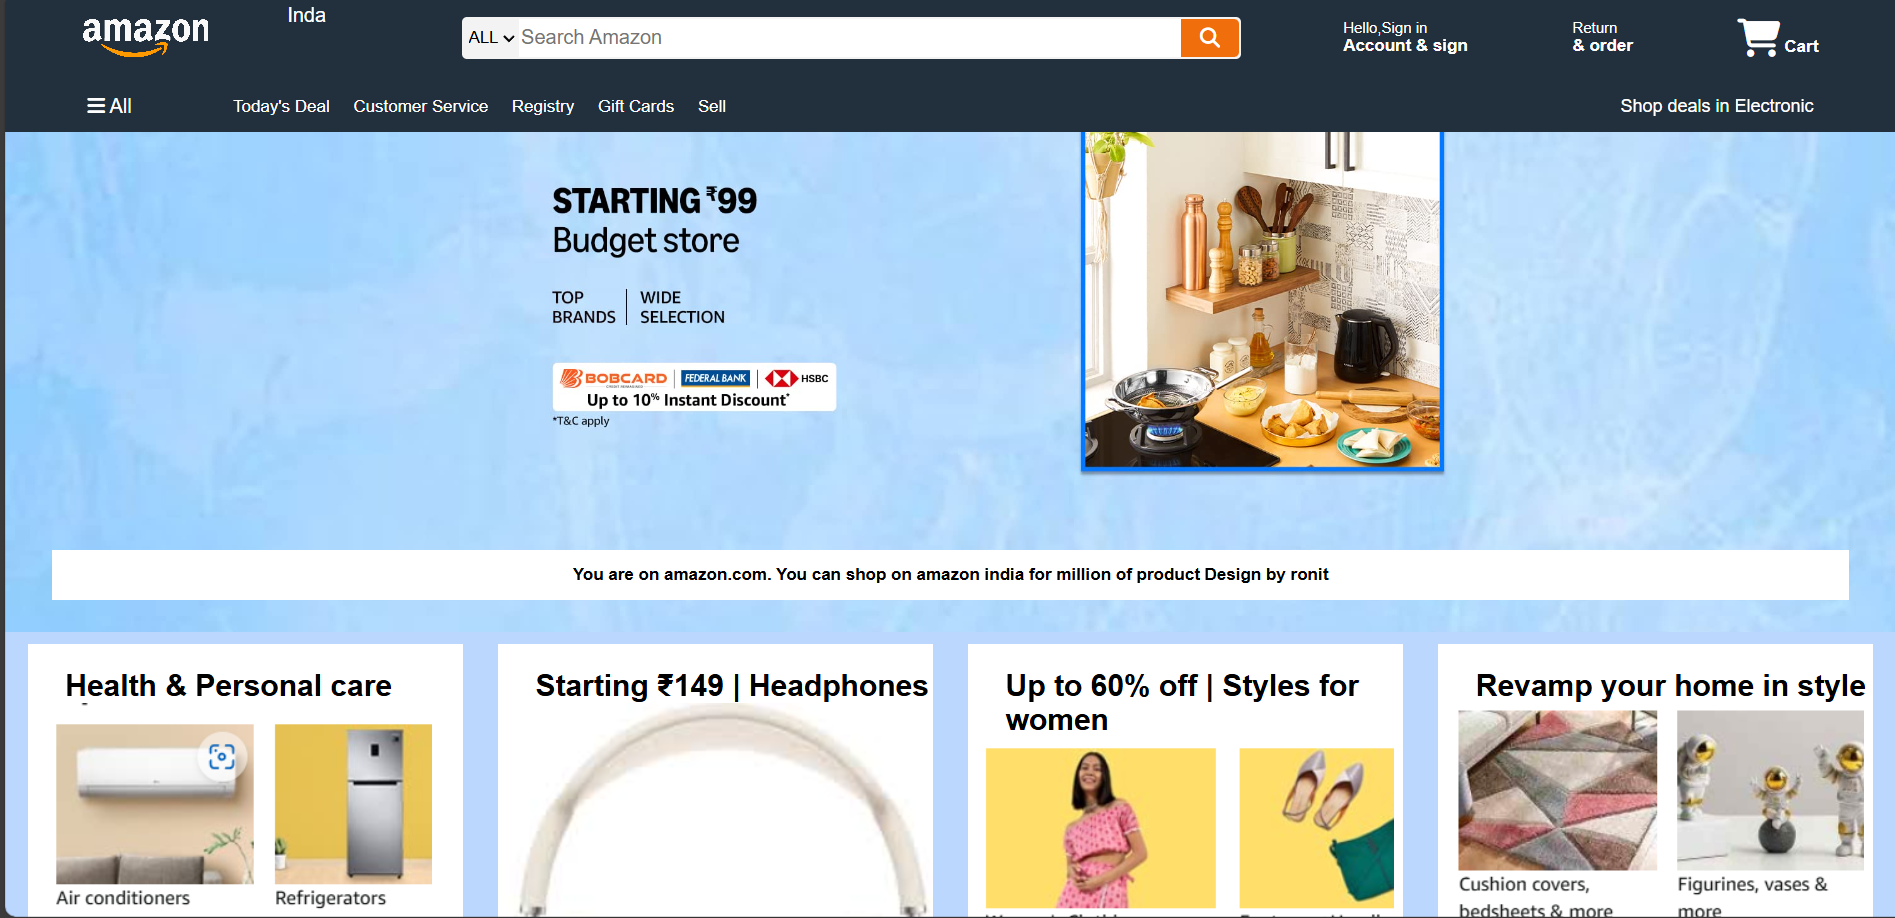 amazon
Inda
ALL
Search Amazon
Hello,Sign in
Account & sign
Return
& order
Cart
All
Today's Deal
Customer Service
Registry
Gift Cards
Sell
Shop deals in Electronic
STARTING ₹99
Budget store
TOP
BRANDS
WIDE
SELECTION
BOBCARD
FEDERAL BANK
HSBC
Up to 10% Instant Discount*
*T&C apply
You are on amazon.com. You can shop on amazon india for million of product Design by ronit
Health & Personal care
Air conditioners
Refrigerators
Starting ₹149 | Headphones
Up to 60% off | Styles for
women
Revamp your home in style
Cushion covers,
bedsheets & more
Figurines, vases &
more